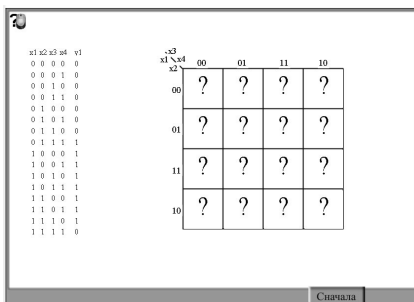 ?
x1 x2 x3 x4 y1
0 0 0 0 0
0 0 0 1 0
0 0 1 0 0
0 0 1 1 0
0 1 0 0 0
0 1 0 1 0
0 1 1 0 0
0 1 1 1 1
1 0 0 0 1
1 0 0 1 1
1 0 1 0 1
1 0 1 1 1
1 1 0 0 1
1 1 0 1 1
1 1 1 0 1
1 1 1 1 0
x3
x1 x4 00 01 11 10
x2
00 ? ? ? ?
01 ? ? ? ?
11 ? ? ? ?
10 ? ? ? ?
Сначала